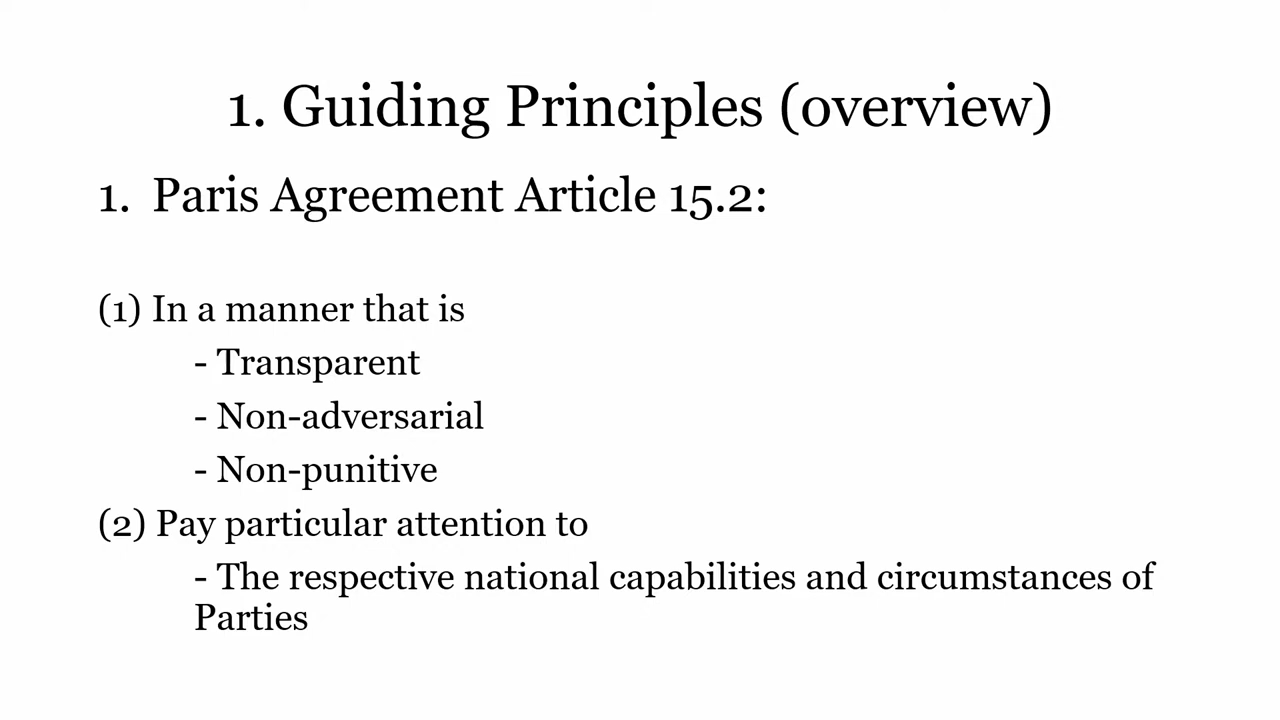 1. Guiding Principles (overview)
1. Paris Agreement Article 15.2:
(1) In a manner that is
- Transparent
- Non-adversarial
- Non-punitive
(2) Pay particular attention to
- The respective national capabilities and circumstances of
Parties